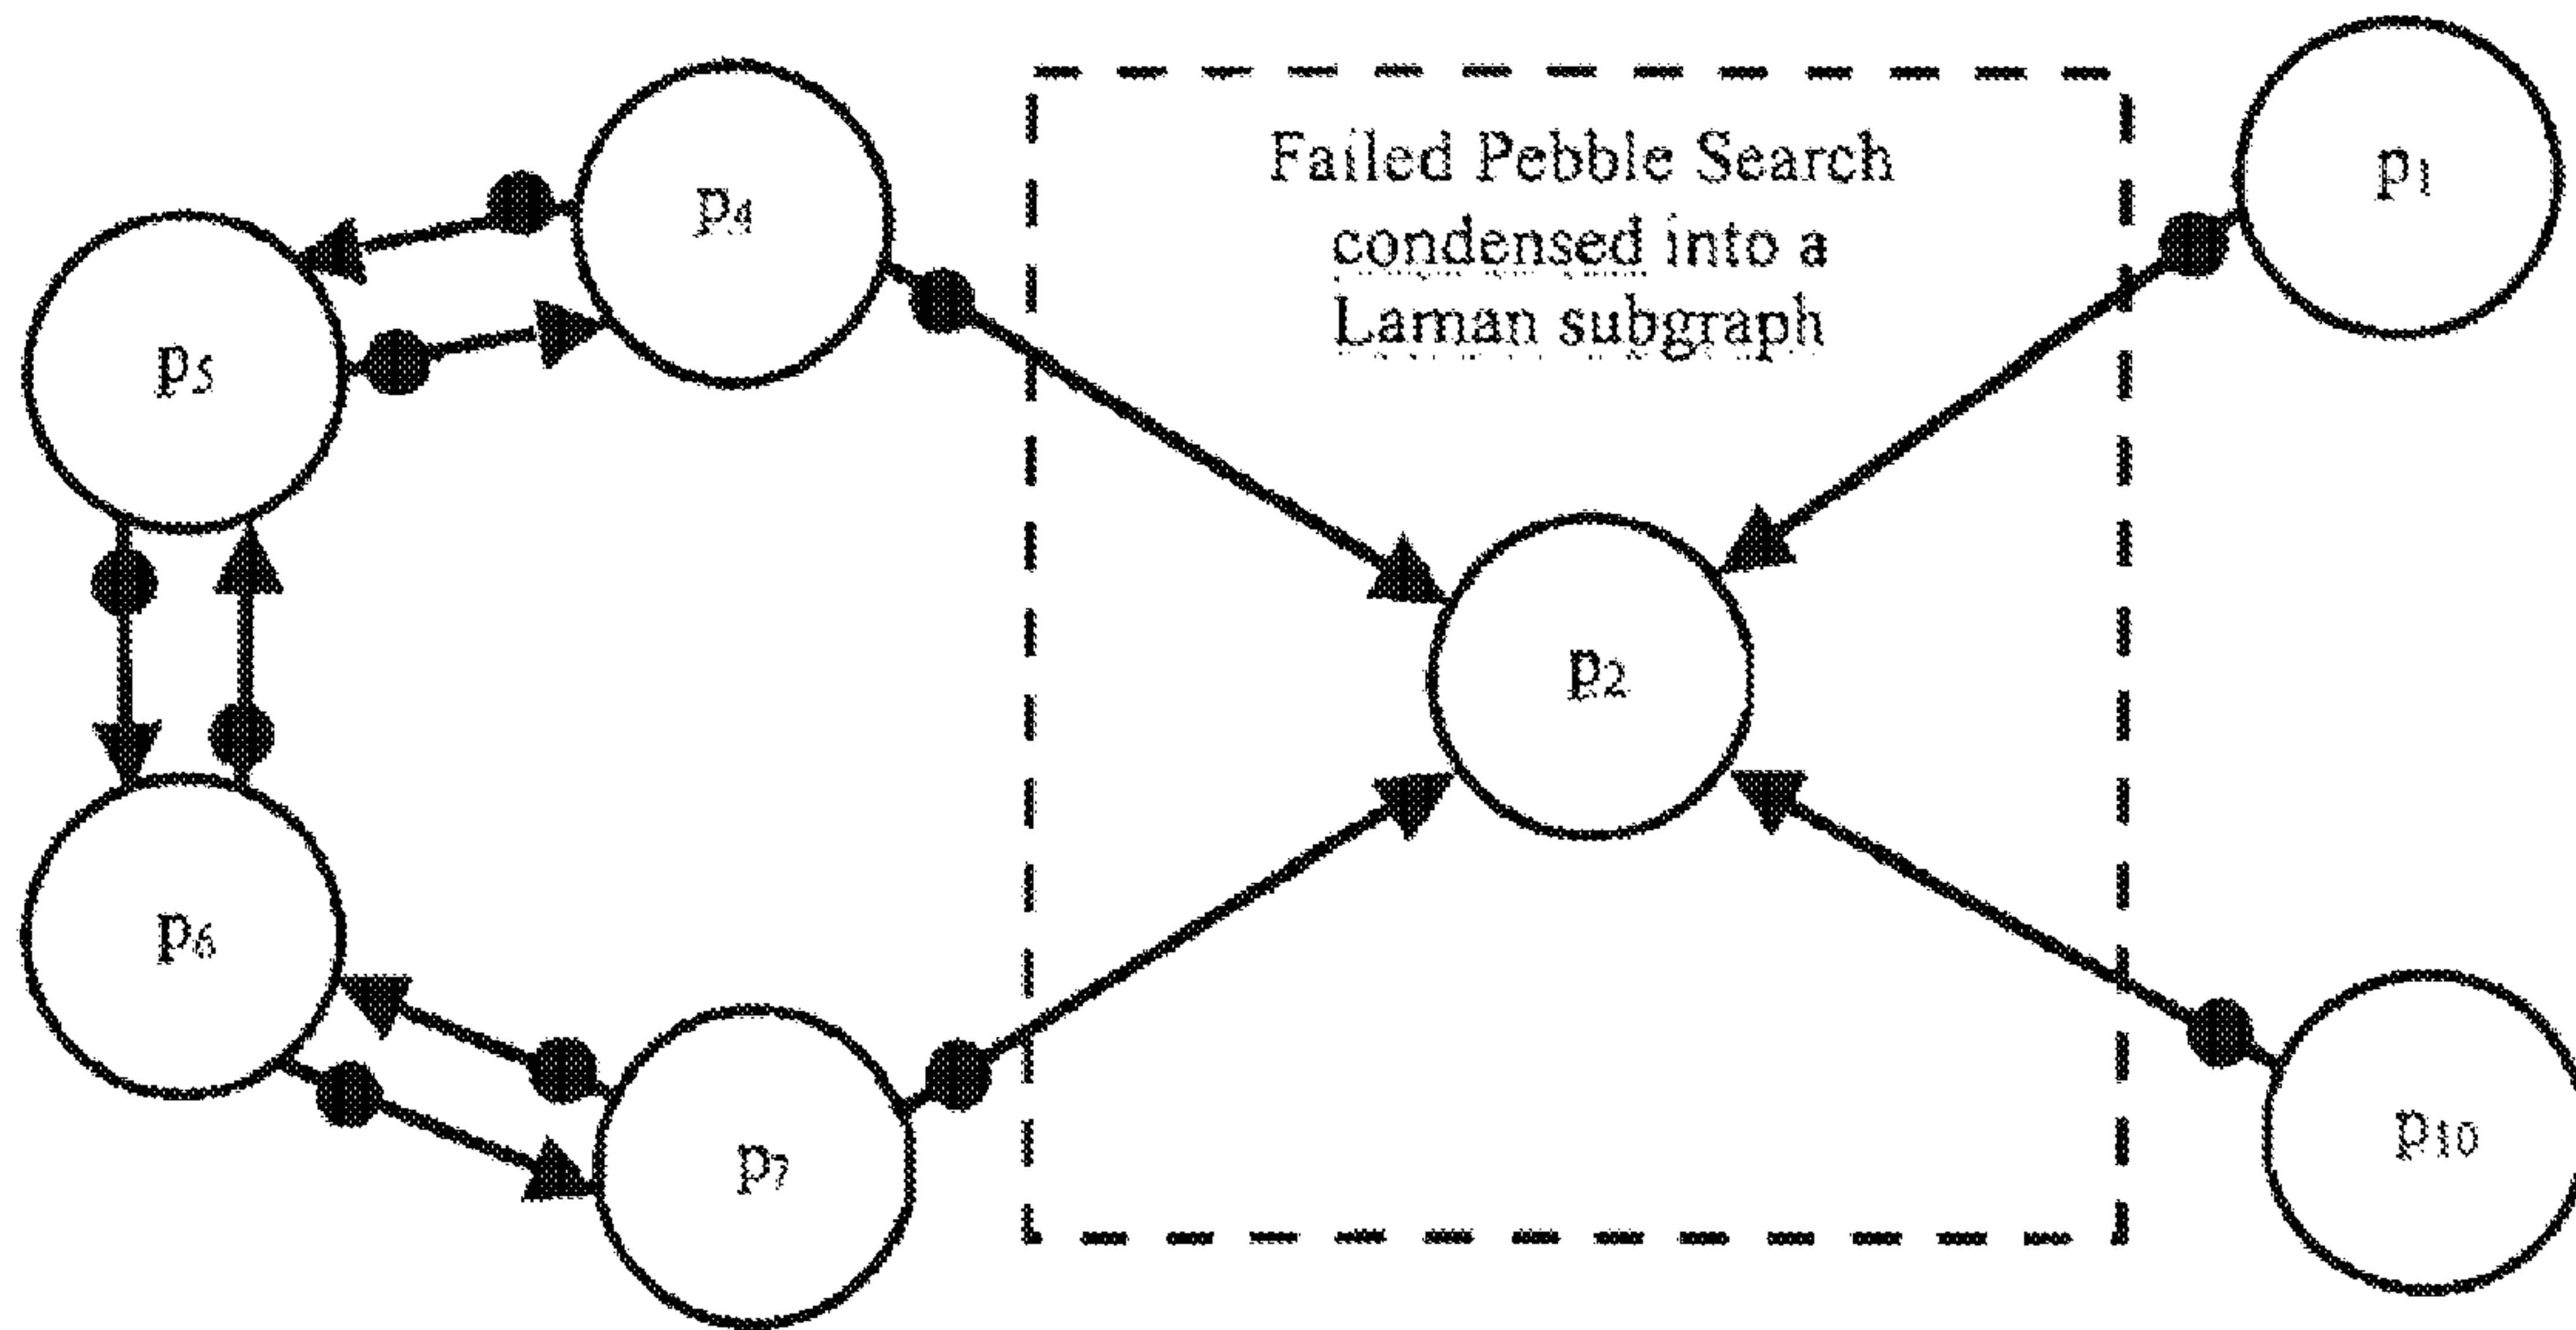 p₁
Failed Pebble Search
condensed into a
Laman subgraph
p₄
p₅
p₂
p₆
p₇
p₁₀